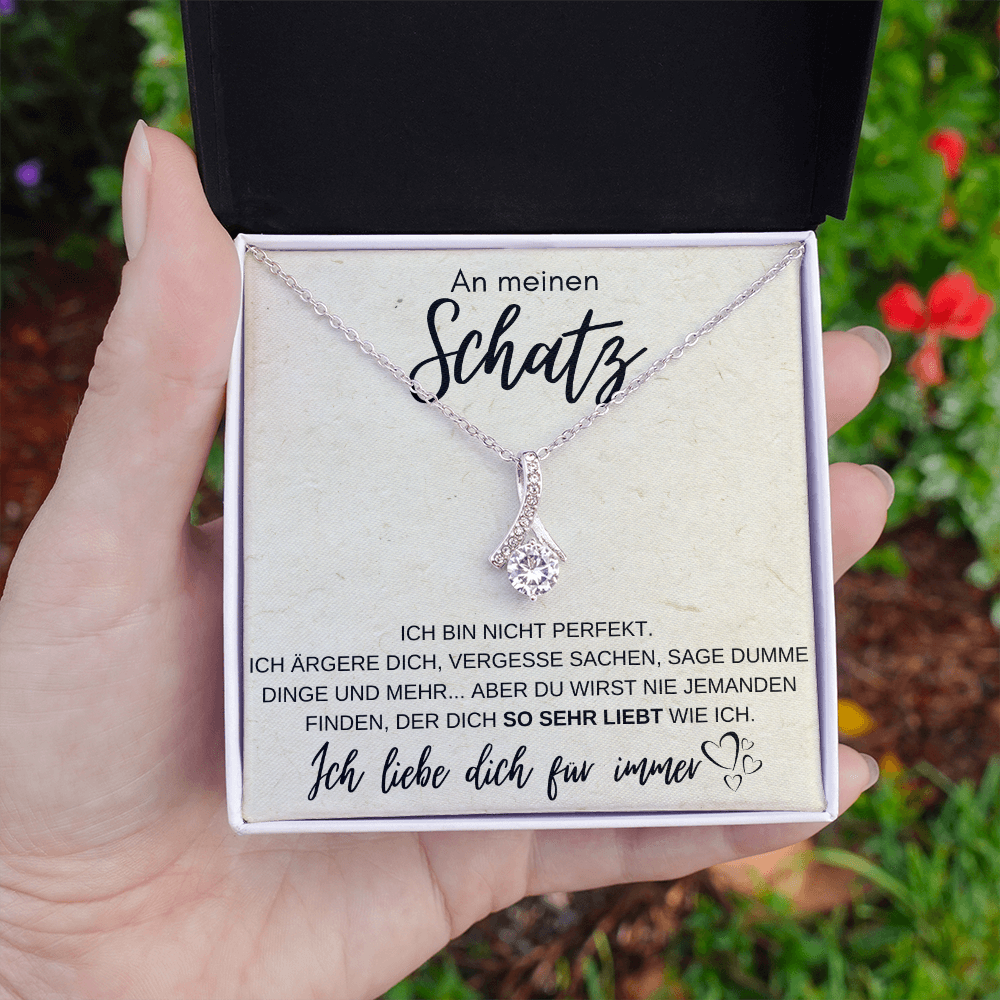 An meinen
Schatz
ICH BIN NICHT PERFEKT.
ICH ÄRGERE DICH, VERGESSE SACHEN, SAGE DUMME
DINGE UND MEHR... ABER DU WIRST NIE JEMANDEN
FINDEN, DER DICH SO SEHR LIEBT WIE ICH.
Ich liebe dich für immer